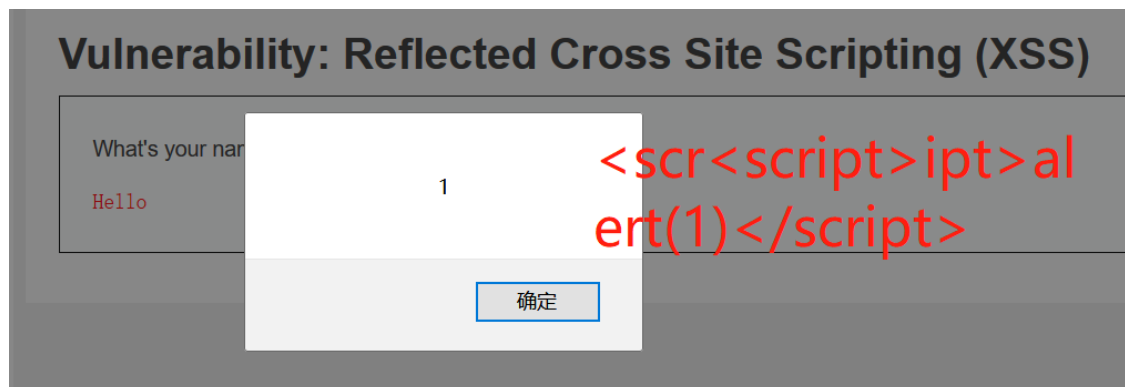 Vulnerability: Reflected Cross Site Scripting (XSS)
What's your nar
1
<scr<script>ipt>al
Hello
ert(1)</script>
确定